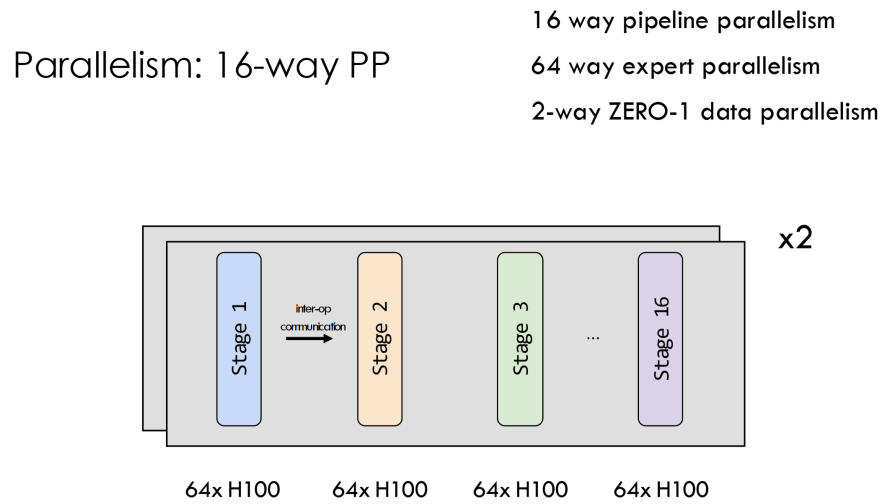 Parallelism: 16-way PP
16 way pipeline parallelism
64 way expert parallelism
2-way ZERO-1 data parallelism
x2
Stage 1
inter-op
communication
Stage 2
Stage 3
...
Stage 16
64x H100
64x H100
64x H100
64x H100